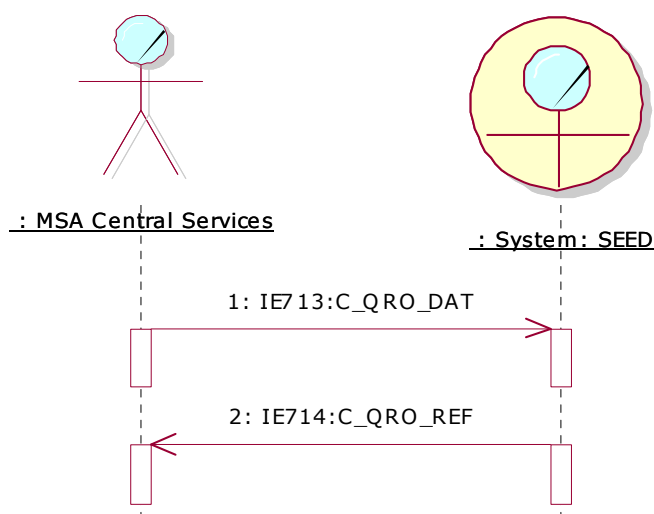 : MSA Central Services
: System: SEED
1: IE713:C_QRO_DAT
2: IE714:C_QRO_REF